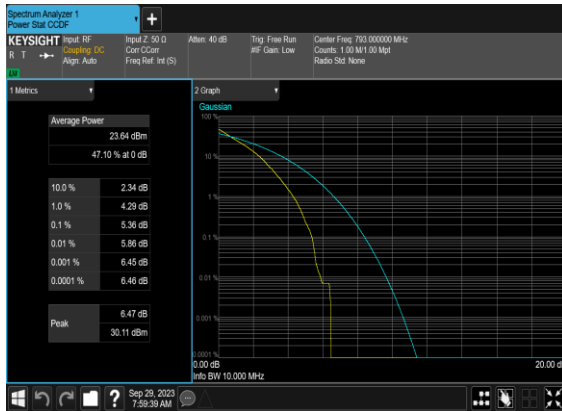 Spectrum Analyzer 1
Power Stat CCDF
KEYSIGHT
R T
LXI
Input: RF
Coupling: DC
Align: Auto
Input Z: 50 Ω
Corr CCorr
Freq Ref: Int (S)
Atten: 40 dB
Trig: Free Run
#IF Gain: Low
Center Freq: 793.000000 MHz
Counts: 1.00 M/1.00 Mpt
Radio Std: None
1 Metrics
Average Power
23.64 dBm
47.10 % at 0 dB
10.0 % 2.34 dB
1.0 % 4.29 dB
0.1 % 5.36 dB
0.01 % 5.86 dB
0.001 % 6.45 dB
0.0001 % 6.46 dB
Peak
6.47 dB
30.11 dBm
2 Graph
Gaussian
100 %
10 %
1 %
0.1 %
0.01 %
0.001 %
0.0001 %
0.00 dB
20.00 d
Info BW 10.000 MHz
?
Sep 29, 2023
7:59:39 AM